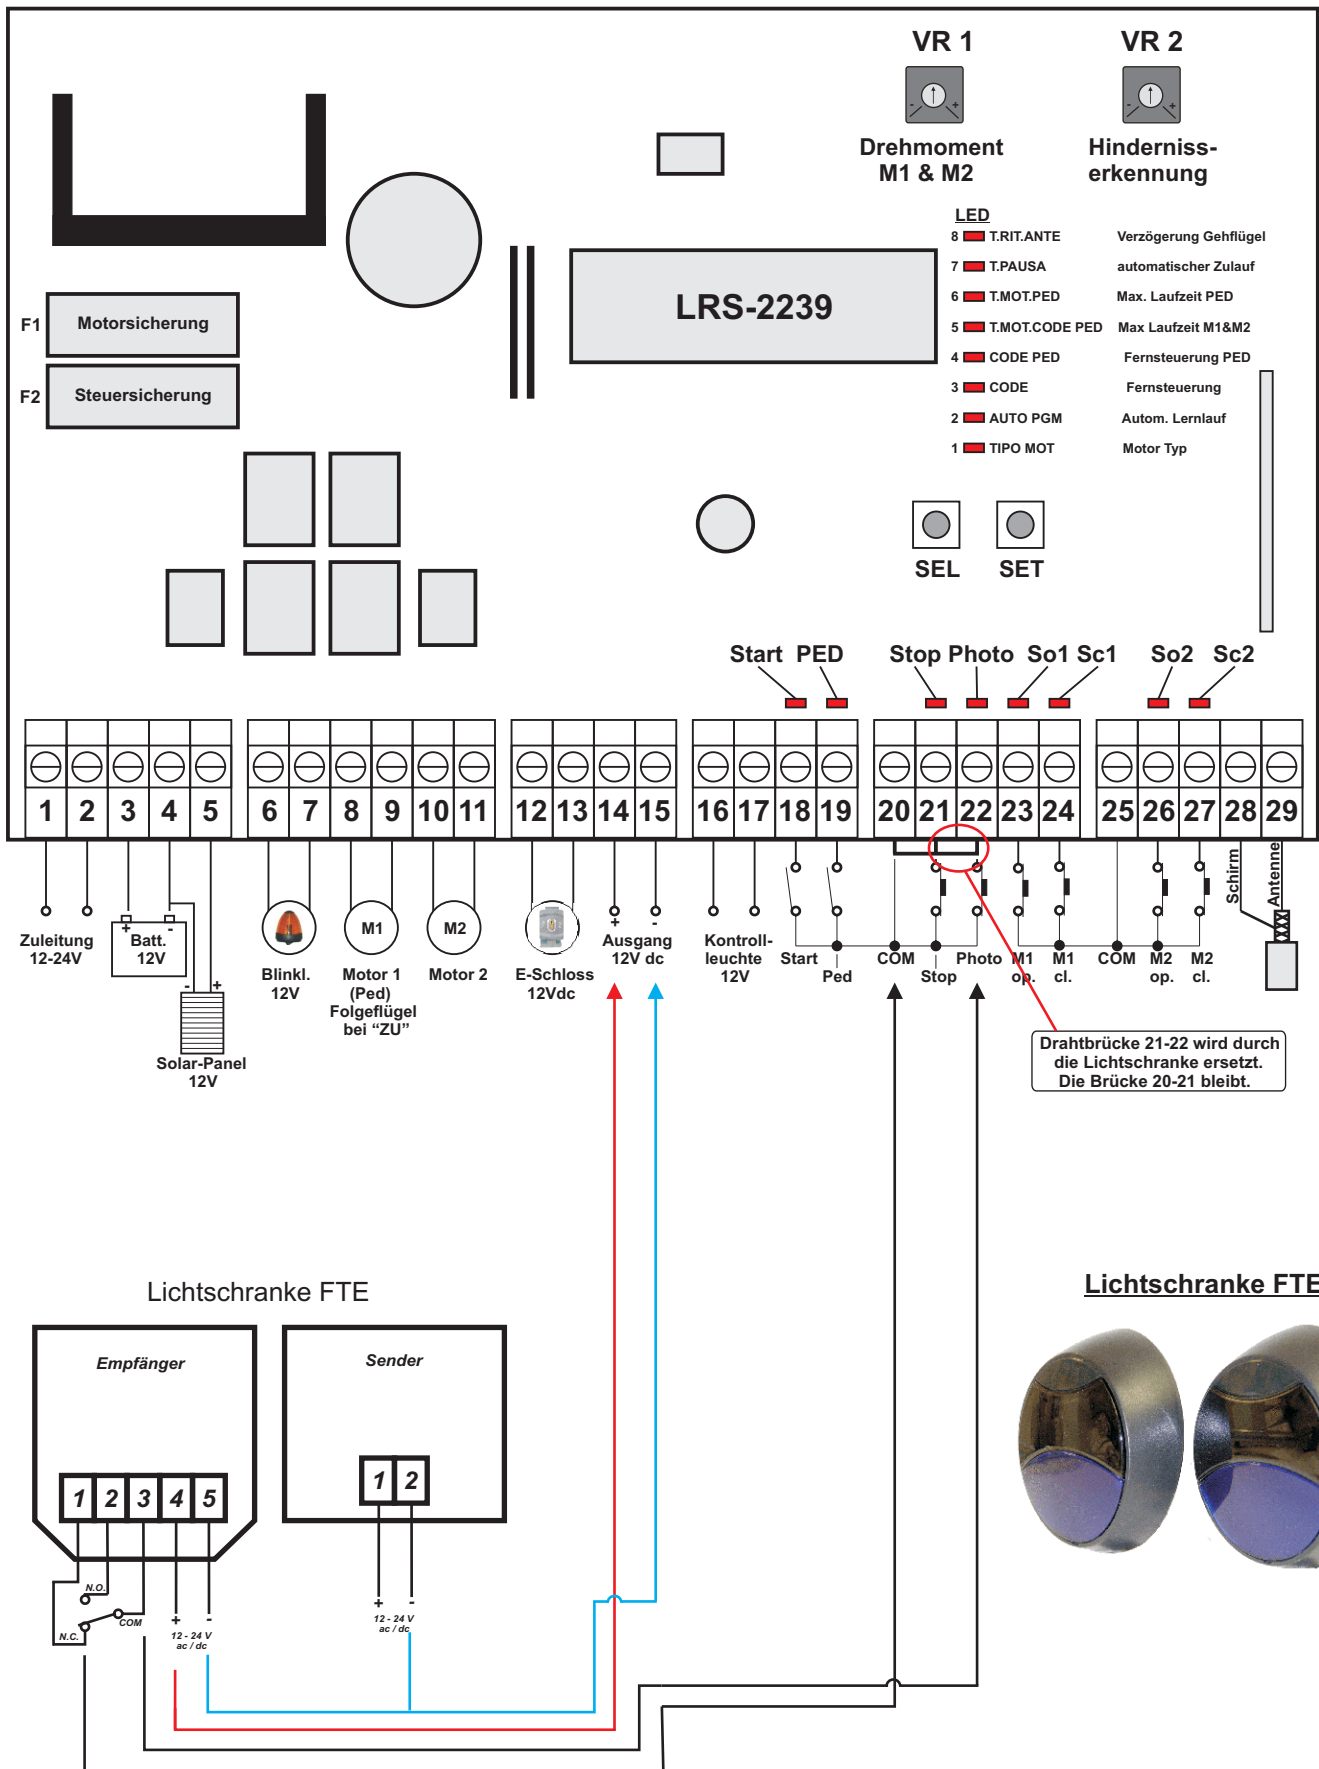 VR 1
VR 2
Drehmoment
M1 & M2
Hinderniss-
erkennung
LED
8 T.RIT.ANTE Verzögerung Gehflügel
7 T.PAUSA automatischer Zulauf
6 T.MOT.PED Max. Laufzeit PED
5 T.MOT.CODE PED Max Laufzeit M1&M2
4 CODE PED Fernsteuerung PED
3 CODE Fernsteuerung
2 AUTO PGM Autom. Lernlauf
1 TIPO MOT Motor Typ
LRS-2239
F1 Motorsicherung
F2 Steuersicherung
SEL SET
Start PED Stop Photo So1 Sc1 So2 Sc2
1 2 3 4 5 6 7 8 9 10 11 12 13 14 15 16 17 18 19 20 21 22 23 24 25 26 27 28 29
Schirm
Antenne
Zuleitung
12-24V
+ -
Batt.
12V
- +
Solar-Panel
12V
Blinkl.
12V
M1
Motor 1
(Ped)
Folgeflügel
bei “ZU”
M2
Motor 2
E-Schloss
12Vdc
+ -
Ausgang
12V dc
Kontroll-
leuchte
12V
Start
Ped
COM
Stop
Photo
M1
op.
M1
cl.
COM
M2
op.
M2
cl.
Drahtbrücke 21-22 wird durch
die Lichtschranke ersetzt.
Die Brücke 20-21 bleibt.
Lichtschranke FTE
Lichtschranke FTE
Empfänger
Sender
1 2 3 4 5
1 2
N.O.
COM
N.C.
+ -
12 - 24 V
ac / dc
+ -
12 - 24 V
ac / dc